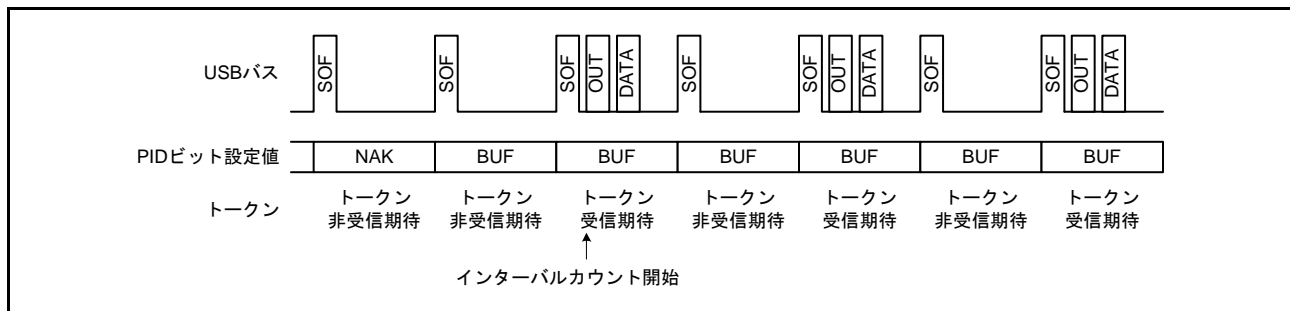 USBバス
SOF SOF SOF OUT DATA SOF SOF OUT DATA SOF SOF OUT DATA
PIDビット設定値 NAK BUF BUF BUF BUF BUF BUF
トークン
トークン 非受信期待
トークン 非受信期待
トークン 受信期待
トークン 非受信期待
トークン 受信期待
トークン 非受信期待
トークン 受信期待
インターバルカウント開始